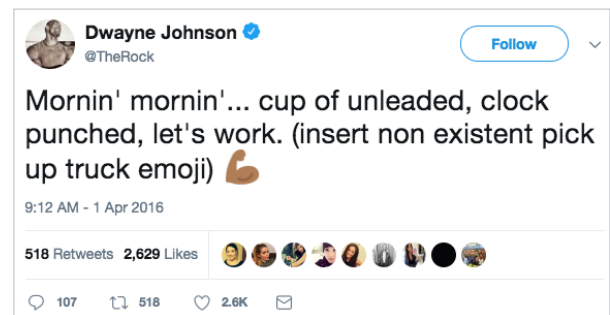 Dwayne Johnson
@TheRock
Follow
Mornin' mornin'... cup of unleaded, clock
punched, let's work. (insert non existent pick
up truck emoji) 💪🏾
9:12 AM - 1 Apr 2016
518 Retweets 2,629 Likes
107 518 2.6K